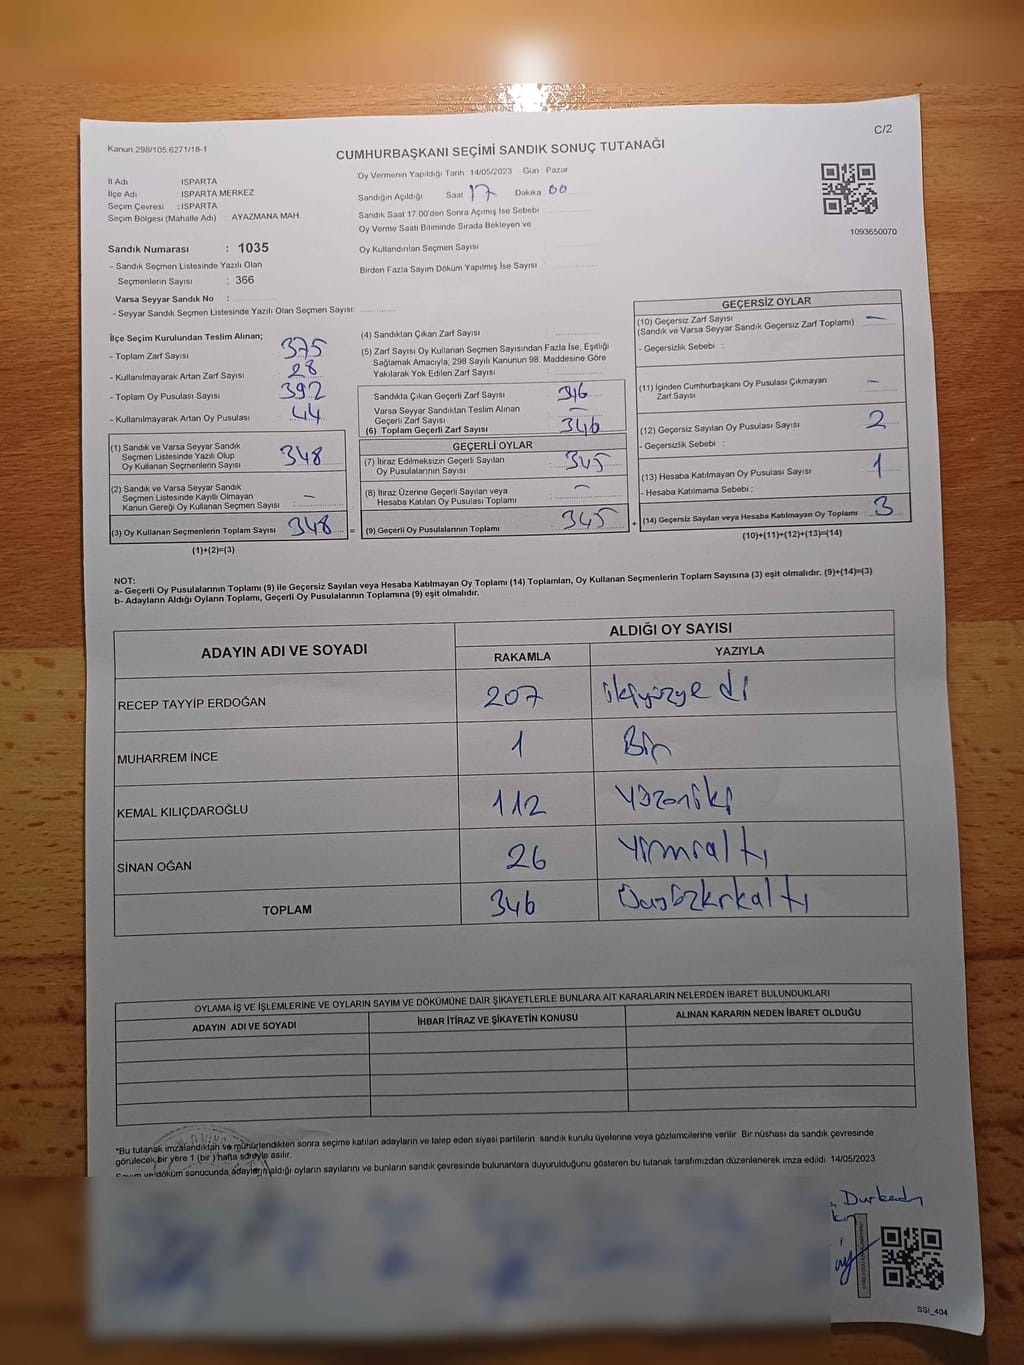 Kanun 298/105.6271/18-1
C/2
CUMHURBAŞKANI SEÇİMİ SANDIK SONUÇ TUTANAĞI
İl Adı : ISPARTA
İlçe Adı : ISPARTA MERKEZ
Seçim Çevresi : ISPARTA
Seçim Bölgesi (Mahalle Adı) AYAZMANA MAH.
Sandık Numarası : 1035
- Sandık Seçmen Listesinde Yazılı Olan
Seçmenlerin Sayısı : 366
Varsa Seyyar Sandık No :
- Seyyar Sandık Seçmen Listesinde Yazılı Olan Seçmen Sayısı:
Oy Vermenin Yapıldığı Tarih 14/05/2023 Gün Pazar
Sandığın Açıldığı Saat 17 Dakika 00
Sandık Saat 17.00'den Sonra Açımış İse Sebebi
Oy Verme Saati Bitiminde Sırada Bekleyen ve
Oy Kullandırılan Seçmen Sayısı
Birden Fazla Sayım Döküm Yapılmış İse Sayısı
1093650070
İlçe Seçim Kurulundan Teslim Alınan;
- Toplam Zarf Sayısı 375
- Kullanılmayarak Artan Zarf Sayısı 28
- Toplam Oy Pusulası Sayısı 392
- Kullanılmayarak Artan Oy Pusulası 44
(1) Sandık ve Varsa Seyyar Sandık
Seçmen Listesinde Yazılı Olup
Oy Kullanan Seçmenlerin Sayısı 348
(2) Sandık ve Varsa Seyyar Sandık
Seçmen Listesinde Kayıtlı Olmayan
Kanun Gereği Oy Kullanan Seçmen Sayısı : –
(3) Oy Kullanan Seçmenlerin Toplam Sayısı 348 =
(1)+(2)=(3)
(4) Sandıktan Çıkan Zarf Sayısı
(5) Zarf Sayısı Oy Kullanan Seçmen Sayısından Fazla İse, Eşitliği
Sağlamak Amacıyla, 298 Sayılı Kanunun 98. Maddesine Göre
Yakılarak Yok Edilen Zarf Sayısı
Sandıkta Çıkan Geçerli Zarf Sayısı 346
Varsa Seyyar Sandıktan Teslim Alınan
Geçerli Zarf Sayısı –
(6) Toplam Geçerli Zarf Sayısı : 346
GEÇERLİ OYLAR
(7) İtiraz Edilmeksizin Geçerli Sayılan
Oy Pusulalarının Sayısı : 345
(8) İtiraz Üzerine Geçerli Sayılan veya
Hesaba Katılan Oy Pusulası Toplamı : –
(9) Geçerli Oy Pusulalarının Toplamı : 345 +
GEÇERSİZ OYLAR
(10) Geçersiz Zarf Sayısı –
(Sandık ve Varsa Seyyar Sandık Geçersiz Zarf Toplamı)
- Geçersizlik Sebebi :
(11) İçinden Cumhurbaşkanı Oy Pusulası Çıkmayan
Zarf Sayısı –
(12) Geçersiz Sayılan Oy Pusulası Sayısı 2
- Geçersizlik Sebebi :
(13) Hesaba Katılmayan Oy Pusulası Sayısı 1
- Hesaba Katılmama Sebebi :
(14) Geçersiz Sayılan veya Hesaba Katılmayan Oy Toplamı 3
(10)+(11)+(12)+(13)=(14)
NOT:
a- Geçerli Oy Pusulalarının Toplamı (9) ile Geçersiz Sayılan veya Hesaba Katılmayan Oy Toplamı (14) Toplamları, Oy Kullanan Seçmenlerin Toplam Sayısına (3) eşit olmalıdır. (9)+(14)=(3)
b- Adayların Aldığı Oyların Toplamı, Geçerli Oy Pusulalarının Toplamına (9) eşit olmalıdır.
ADAYIN ADI VE SOYADI
ALDIĞI OY SAYISI
RAKAMLA YAZIYLA
RECEP TAYYİP ERDOĞAN 207 ikiyüzyedi
MUHARREM İNCE 1 Bir
KEMAL KILIÇDAROĞLU 112 Yüzoniki
SİNAN OĞAN 26 Yirmialtı
TOPLAM 346 Üçyüzkırkaltı
OYLAMA İŞ VE İŞLEMLERİNE VE OYLARIN SAYIM VE DÖKÜMÜNE DAİR ŞİKAYETLERLE BUNLARA AİT KARARLARIN NELERDEN İBARET BULUNDUKLARI
ADAYIN ADI VE SOYADI İHBAR İTİRAZ VE ŞİKAYETİN KONUSU ALINAN KARARIN NEDEN İBARET OLDUĞU
*Bu tutanak imzalandıktan ve mühürlendikten sonra seçime katılan adayların ve talep eden siyasi partilerin sandık kurulu üyelerine veya gözlemcilerine verilir. Bir nüshası da sandık çevresinde
görülecek bir yere 1 (bir) hafta süreyle asılır.
Sayım ve döküm sonucunda adayların aldığı oyların sayılarını ve bunların sandık çevresinde bulunanlara duyurulduğunu gösteren bu tutanak tarafımızdan düzenlenerek imza edildi. 14/05/2023
SSİ_404